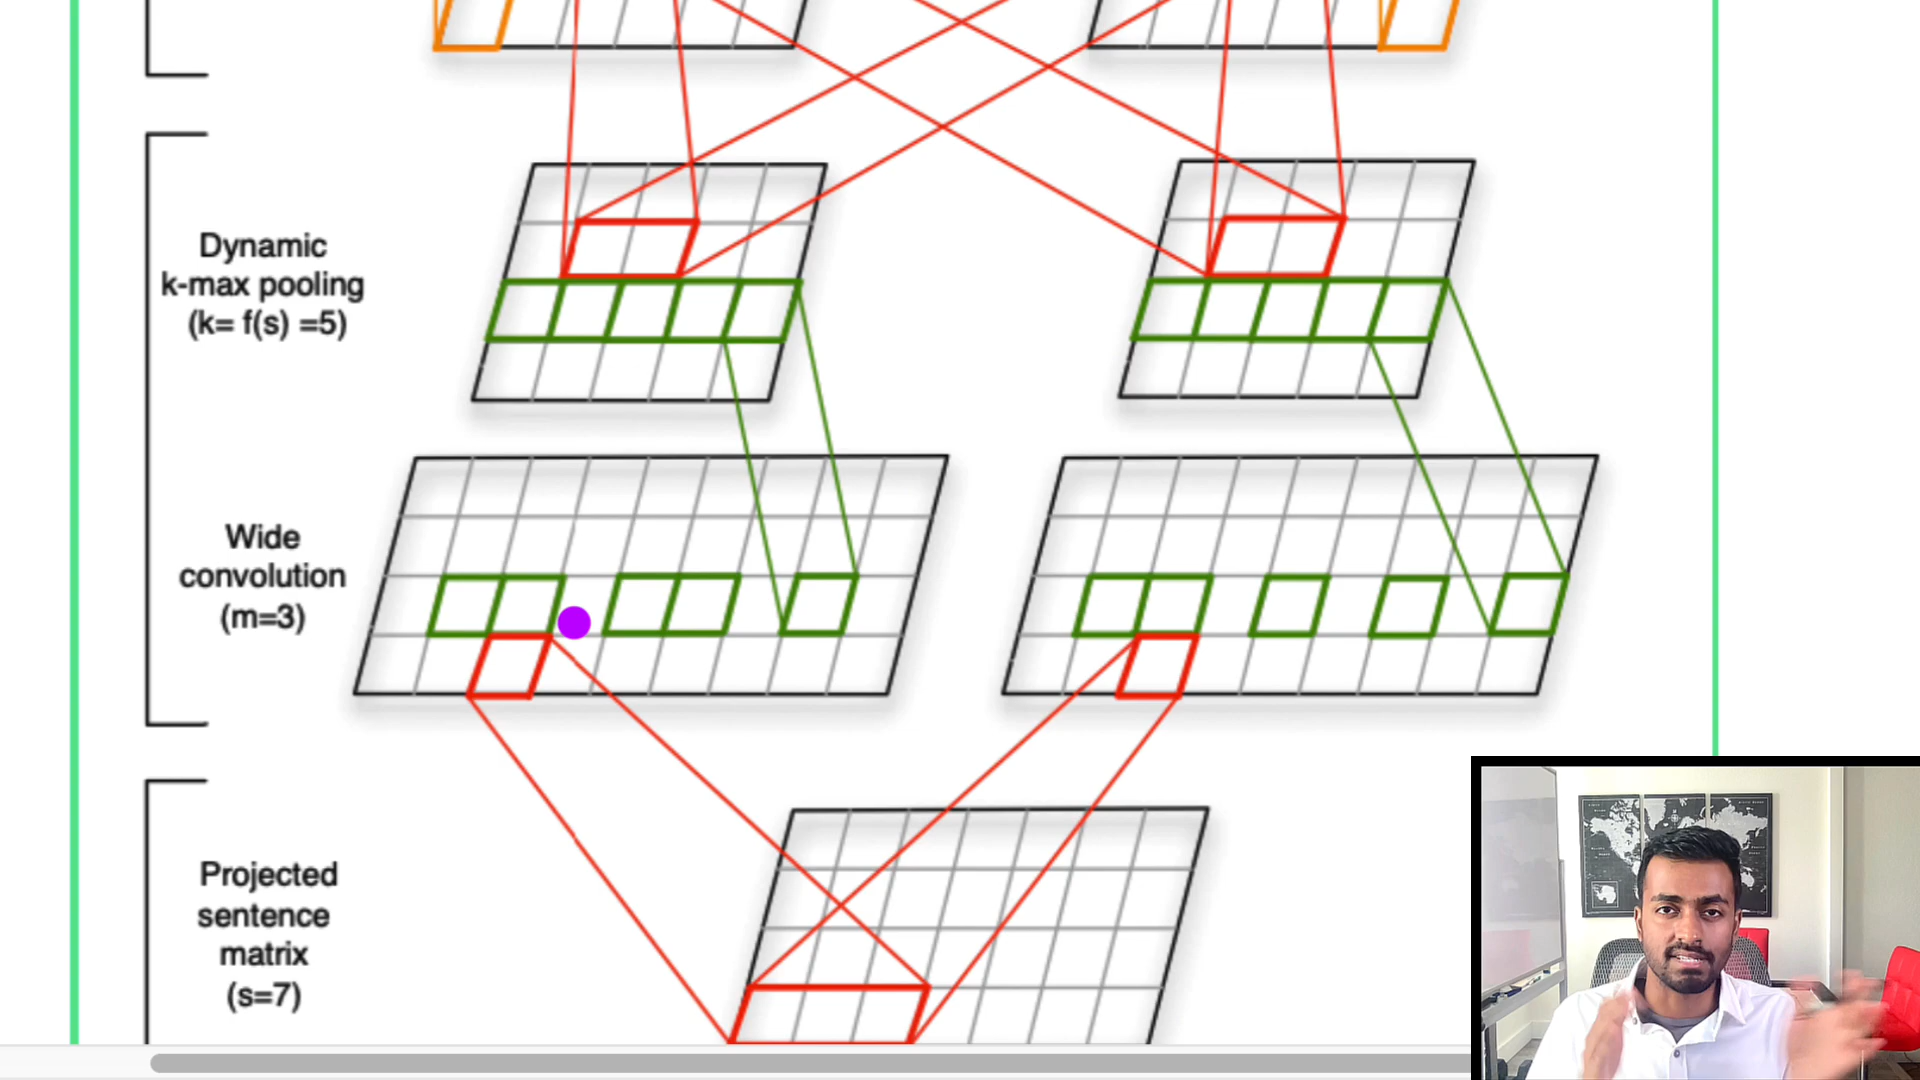 Dynamic
k-max pooling
(k= f(s) =5)
Wide
convolution
(m=3)
Projected
sentence
matrix
(s=7)